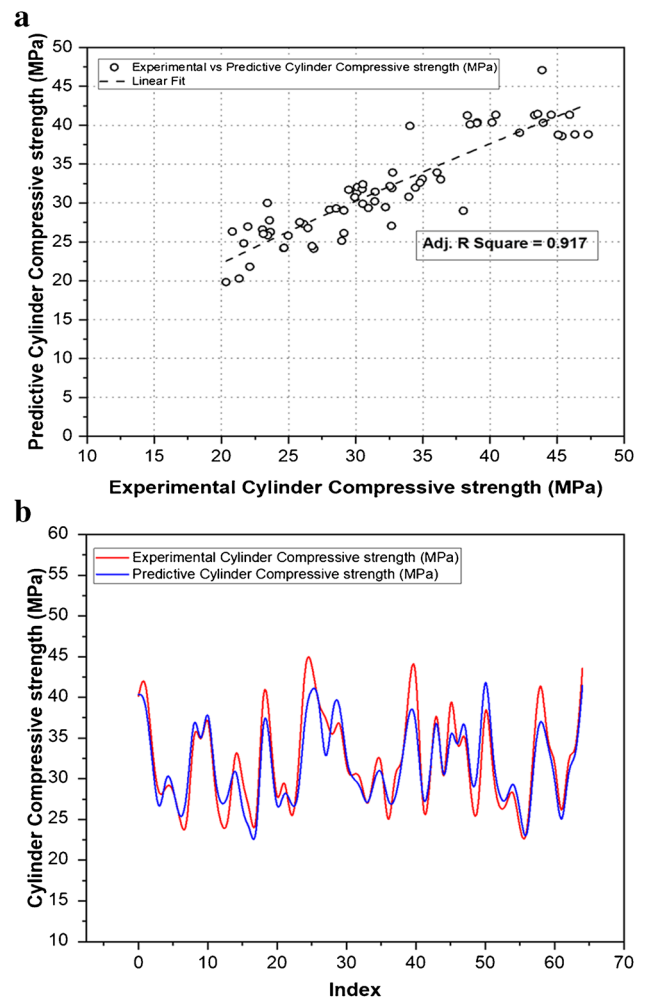 a
Predictive Cylinder Compressive strength (MPa)
50
45
40
35
30
25
20
15
10
5
0
Experimental vs Predictive Cylinder Compressive strength (MPa)
Linear Fit
Adj. R Square = 0.917
10 15 20 25 30 35 40 45 50
Experimental Cylinder Compressive strength (MPa)
b
Cylinder Compressive strength (MPa)
60
55
50
45
40
35
30
25
20
15
10
Experimental Cylinder Compressive strength (MPa)
Predictive Cylinder Compressive strength (MPa)
0 10 20 30 40 50 60 70
Index